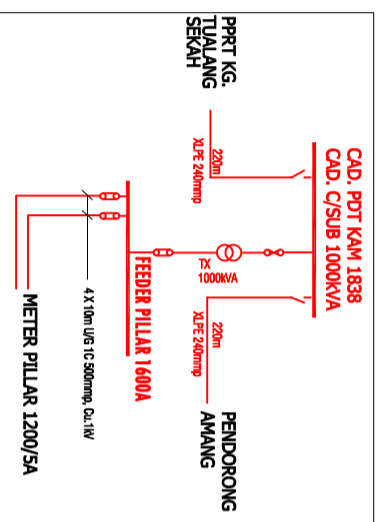 CAD. PDT KAM 1838
CAD. C/SUB 1000KVA
PPRT KG.
TUALANG
SEKAH
220m
XLPE 240mmp
TX
1000kVA
220m
XLPE 240mmp
PENDORONG
AMANG
FEEDER PILLAR 1600A
4 X 10m U/G 1C 500mmp, Cu.1kV
METER PILLAR 1200/5A